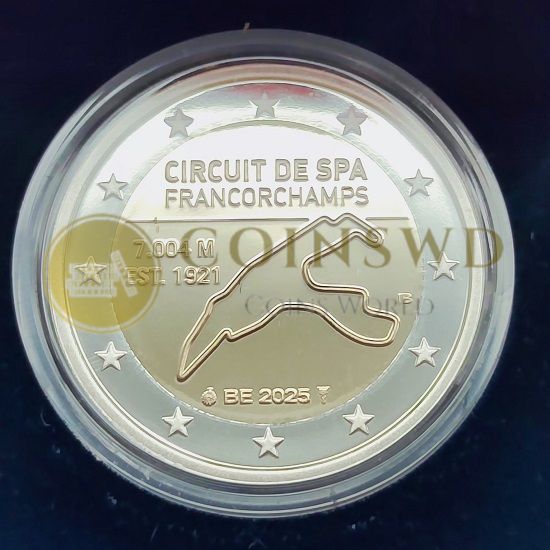 CIRCUIT DE SPA
FRANCORCHAMPS
7.004 M
EST. 1921
COINSWD
COINS WORLD
BE 2025